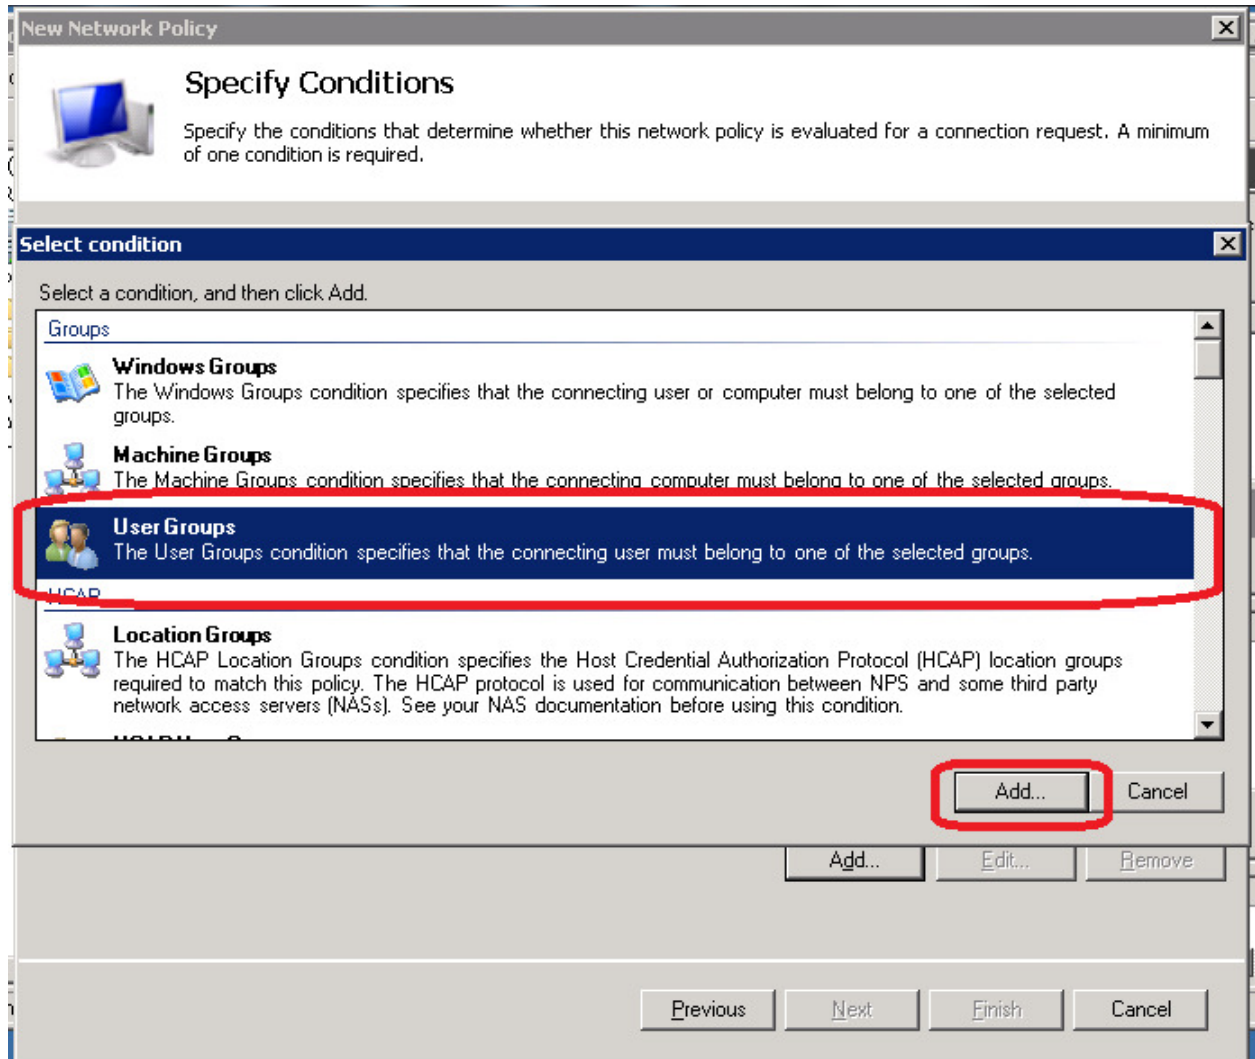 New Network Policy
Specify Conditions
Specify the conditions that determine whether this network policy is evaluated for a connection request. A minimum
of one condition is required.
Select condition
Select a condition, and then click Add.
Groups
Windows Groups
The Windows Groups condition specifies that the connecting user or computer must belong to one of the selected
groups.
Machine Groups
The Machine Groups condition specifies that the connecting computer must belong to one of the selected groups.
User Groups
The User Groups condition specifies that the connecting user must belong to one of the selected groups.
HCAP
Location Groups
The HCAP Location Groups condition specifies the Host Credential Authorization Protocol (HCAP) location groups
required to match this policy. The HCAP protocol is used for communication between NPS and some third party
network access servers (NASs). See your NAS documentation before using this condition.
Add... Cancel
Add... Edit... Remove
Previous Next Finish Cancel